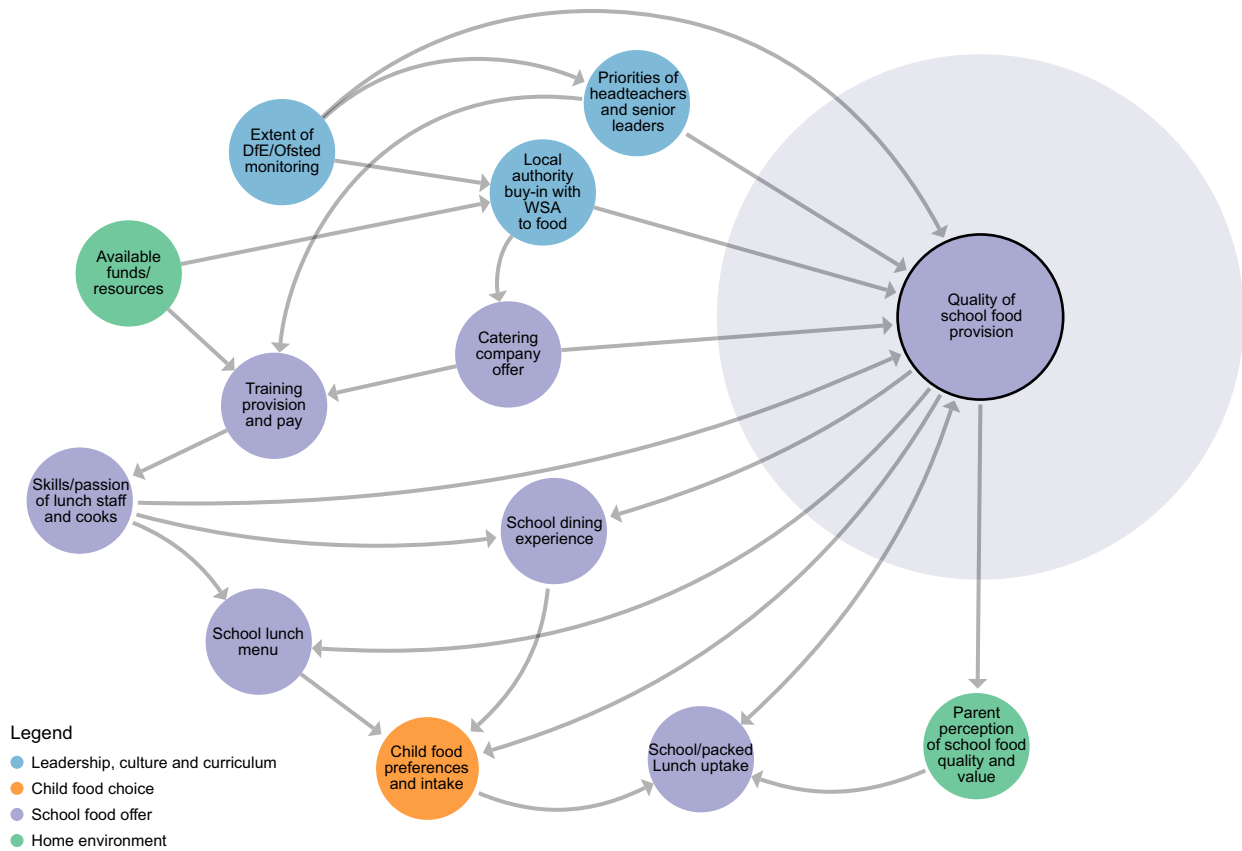 Priorities of
headteachers
and senior
leaders
Extent of
DfE/Ofsted
monitoring
Local
authority
buy-in with
WSA
to food
Available
funds/
resources
Quality of
school food
provision
Catering
company
offer
Training
provision
and pay
Skills/passion
of lunch staff
and cooks
School dining
experience
School lunch
menu
Parent
perception
of school food
quality and
value
Child food
preferences
and intake
School/packed
Lunch uptake
Legend
Leadership, culture and curriculum
Child food choice
School food offer
Home environment